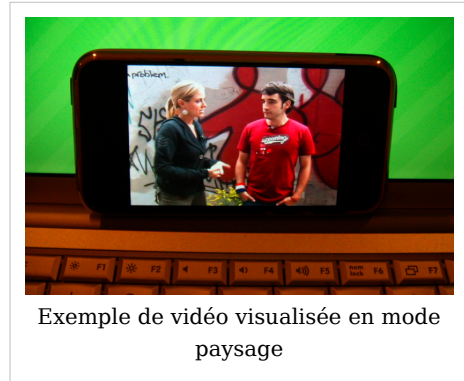 problem.
F1
F2
F3
F4
F5
num lock F6
F7
Exemple de vidéo visualisée en mode
paysage